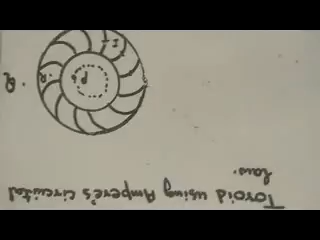 Toroid using Ampere's circuital
law.
I I
P
R
Q